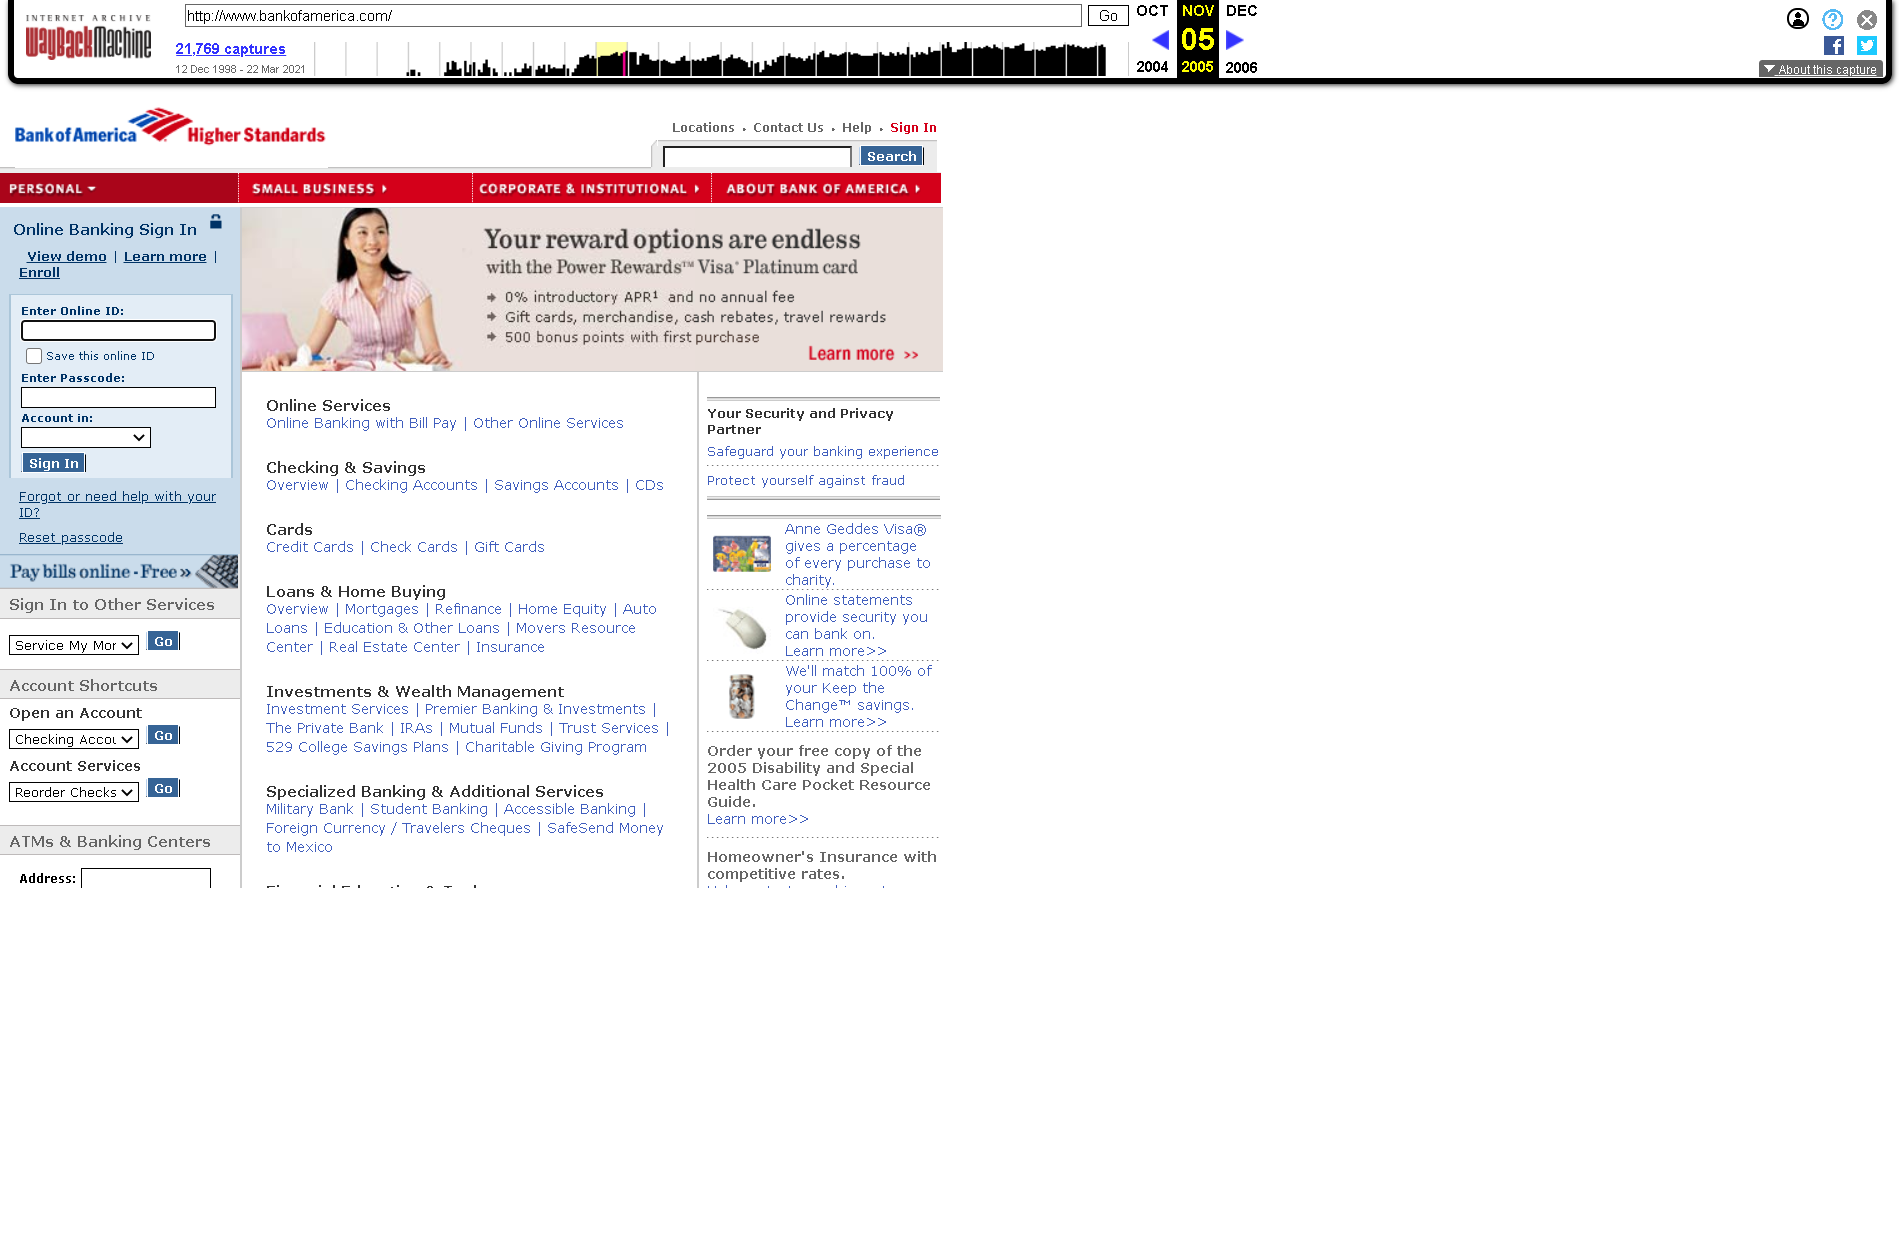 INTERNET ARCHIVE
WayBackMachine
http://www.bankofamerica.com/
Go
21,769 captures
12 Dec 1998 - 22 Mar 2021
OCT NOV DEC
05
2004 2005 2006
About this capture
Bank of America Higher Standards
Locations • Contact Us • Help • Sign In
Search
PERSONAL
SMALL BUSINESS
CORPORATE & INSTITUTIONAL
ABOUT BANK OF AMERICA
Online Banking Sign In
View demo | Learn more |
Enroll
Enter Online ID:
Save this online ID
Enter Passcode:
Account in:
Sign In
Forgot or need help with your
ID?
Reset passcode
Pay bills online - Free »
Sign In to Other Services
Service My Mor
Go
Account Shortcuts
Open an Account
Checking Accou
Go
Account Services
Reorder Checks
Go
ATMs & Banking Centers
Address:
Your reward options are endless
with the Power Rewards™ Visa® Platinum card
0% introductory APR¹ and no annual fee
Gift cards, merchandise, cash rebates, travel rewards
500 bonus points with first purchase
Learn more >>
Online Services
Online Banking with Bill Pay | Other Online Services
Checking & Savings
Overview | Checking Accounts | Savings Accounts | CDs
Cards
Credit Cards | Check Cards | Gift Cards
Loans & Home Buying
Overview | Mortgages | Refinance | Home Equity | Auto
Loans | Education & Other Loans | Movers Resource
Center | Real Estate Center | Insurance
Investments & Wealth Management
Investment Services | Premier Banking & Investments |
The Private Bank | IRAs | Mutual Funds | Trust Services |
529 College Savings Plans | Charitable Giving Program
Specialized Banking & Additional Services
Military Bank | Student Banking | Accessible Banking |
Foreign Currency / Travelers Cheques | SafeSend Money
to Mexico
Your Security and Privacy
Partner
Safeguard your banking experience
Protect yourself against fraud
Anne Geddes Visa®
gives a percentage
of every purchase to
charity.
Online statements
provide security you
can bank on.
Learn more>>
We'll match 100% of
your Keep the
Change™ savings.
Learn more>>
Order your free copy of the
2005 Disability and Special
Health Care Pocket Resource
Guide.
Learn more>>
Homeowner's Insurance with
competitive rates.